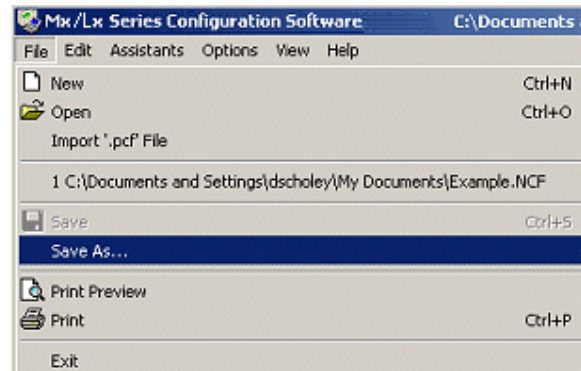 Mx/Lx Series Configuration Software C:\Documents
File Edit Assistants Options View Help
New Ctrl+N
Open Ctrl+O
Import '.pcf' File
1 C:\Documents and Settings\dscholey\My Documents\Example.NCF
Save Ctrl+S
Save As...
Print Preview
Print Ctrl+P
Exit